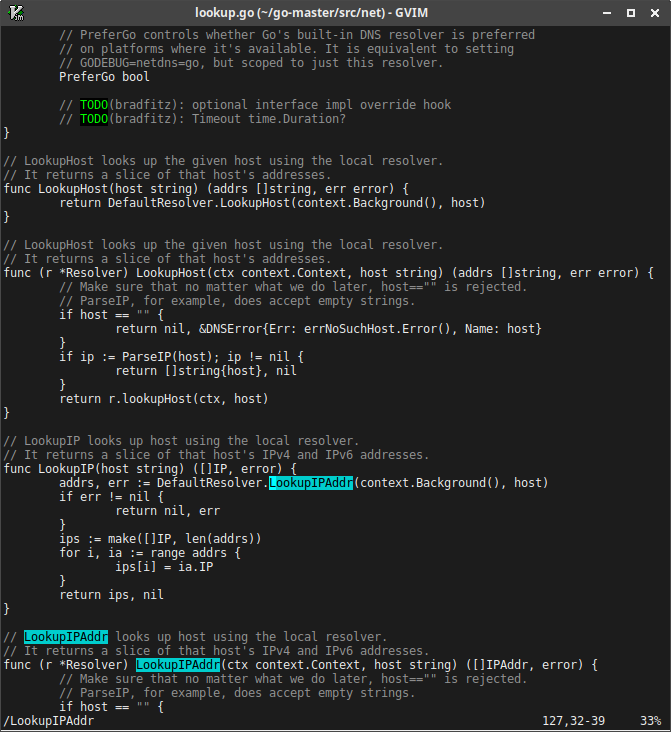 lookup.go (~/go-master/src/net) - GVIM
// PreferGo controls whether Go's built-in DNS resolver is preferred
// on platforms where it's available. It is equivalent to setting
// GODEBUG=netdns=go, but scoped to just this resolver.
PreferGo bool
// TODO(bradfitz): optional interface impl override hook
// TODO(bradfitz): Timeout time.Duration?
}
// LookupHost looks up the given host using the local resolver.
// It returns a slice of that host's addresses.
func LookupHost(host string) (addrs []string, err error) {
return DefaultResolver.LookupHost(context.Background(), host)
}
// LookupHost looks up the given host using the local resolver.
// It returns a slice of that host's addresses.
func (r *Resolver) LookupHost(ctx context.Context, host string) (addrs []string, err error) {
// Make sure that no matter what we do later, host=="" is rejected.
// ParseIP, for example, does accept empty strings.
if host == "" {
return nil, &DNSError{Err: errNoSuchHost.Error(), Name: host}
}
if ip := ParseIP(host); ip != nil {
return []string{host}, nil
}
return r.lookupHost(ctx, host)
}
// LookupIP looks up host using the local resolver.
// It returns a slice of that host's IPv4 and IPv6 addresses.
func LookupIP(host string) ([]IP, error) {
addrs, err := DefaultResolver.LookupIPAddr(context.Background(), host)
if err != nil {
return nil, err
}
ips := make([]IP, len(addrs))
for i, ia := range addrs {
ips[i] = ia.IP
}
return ips, nil
}
// LookupIPAddr looks up host using the local resolver.
// It returns a slice of that host's IPv4 and IPv6 addresses.
func (r *Resolver) LookupIPAddr(ctx context.Context, host string) ([]IPAddr, error) {
// Make sure that no matter what we do later, host=="" is rejected.
// ParseIP, for example, does accept empty strings.
if host == "" {
/LookupIPAddr 127,32-39 33%